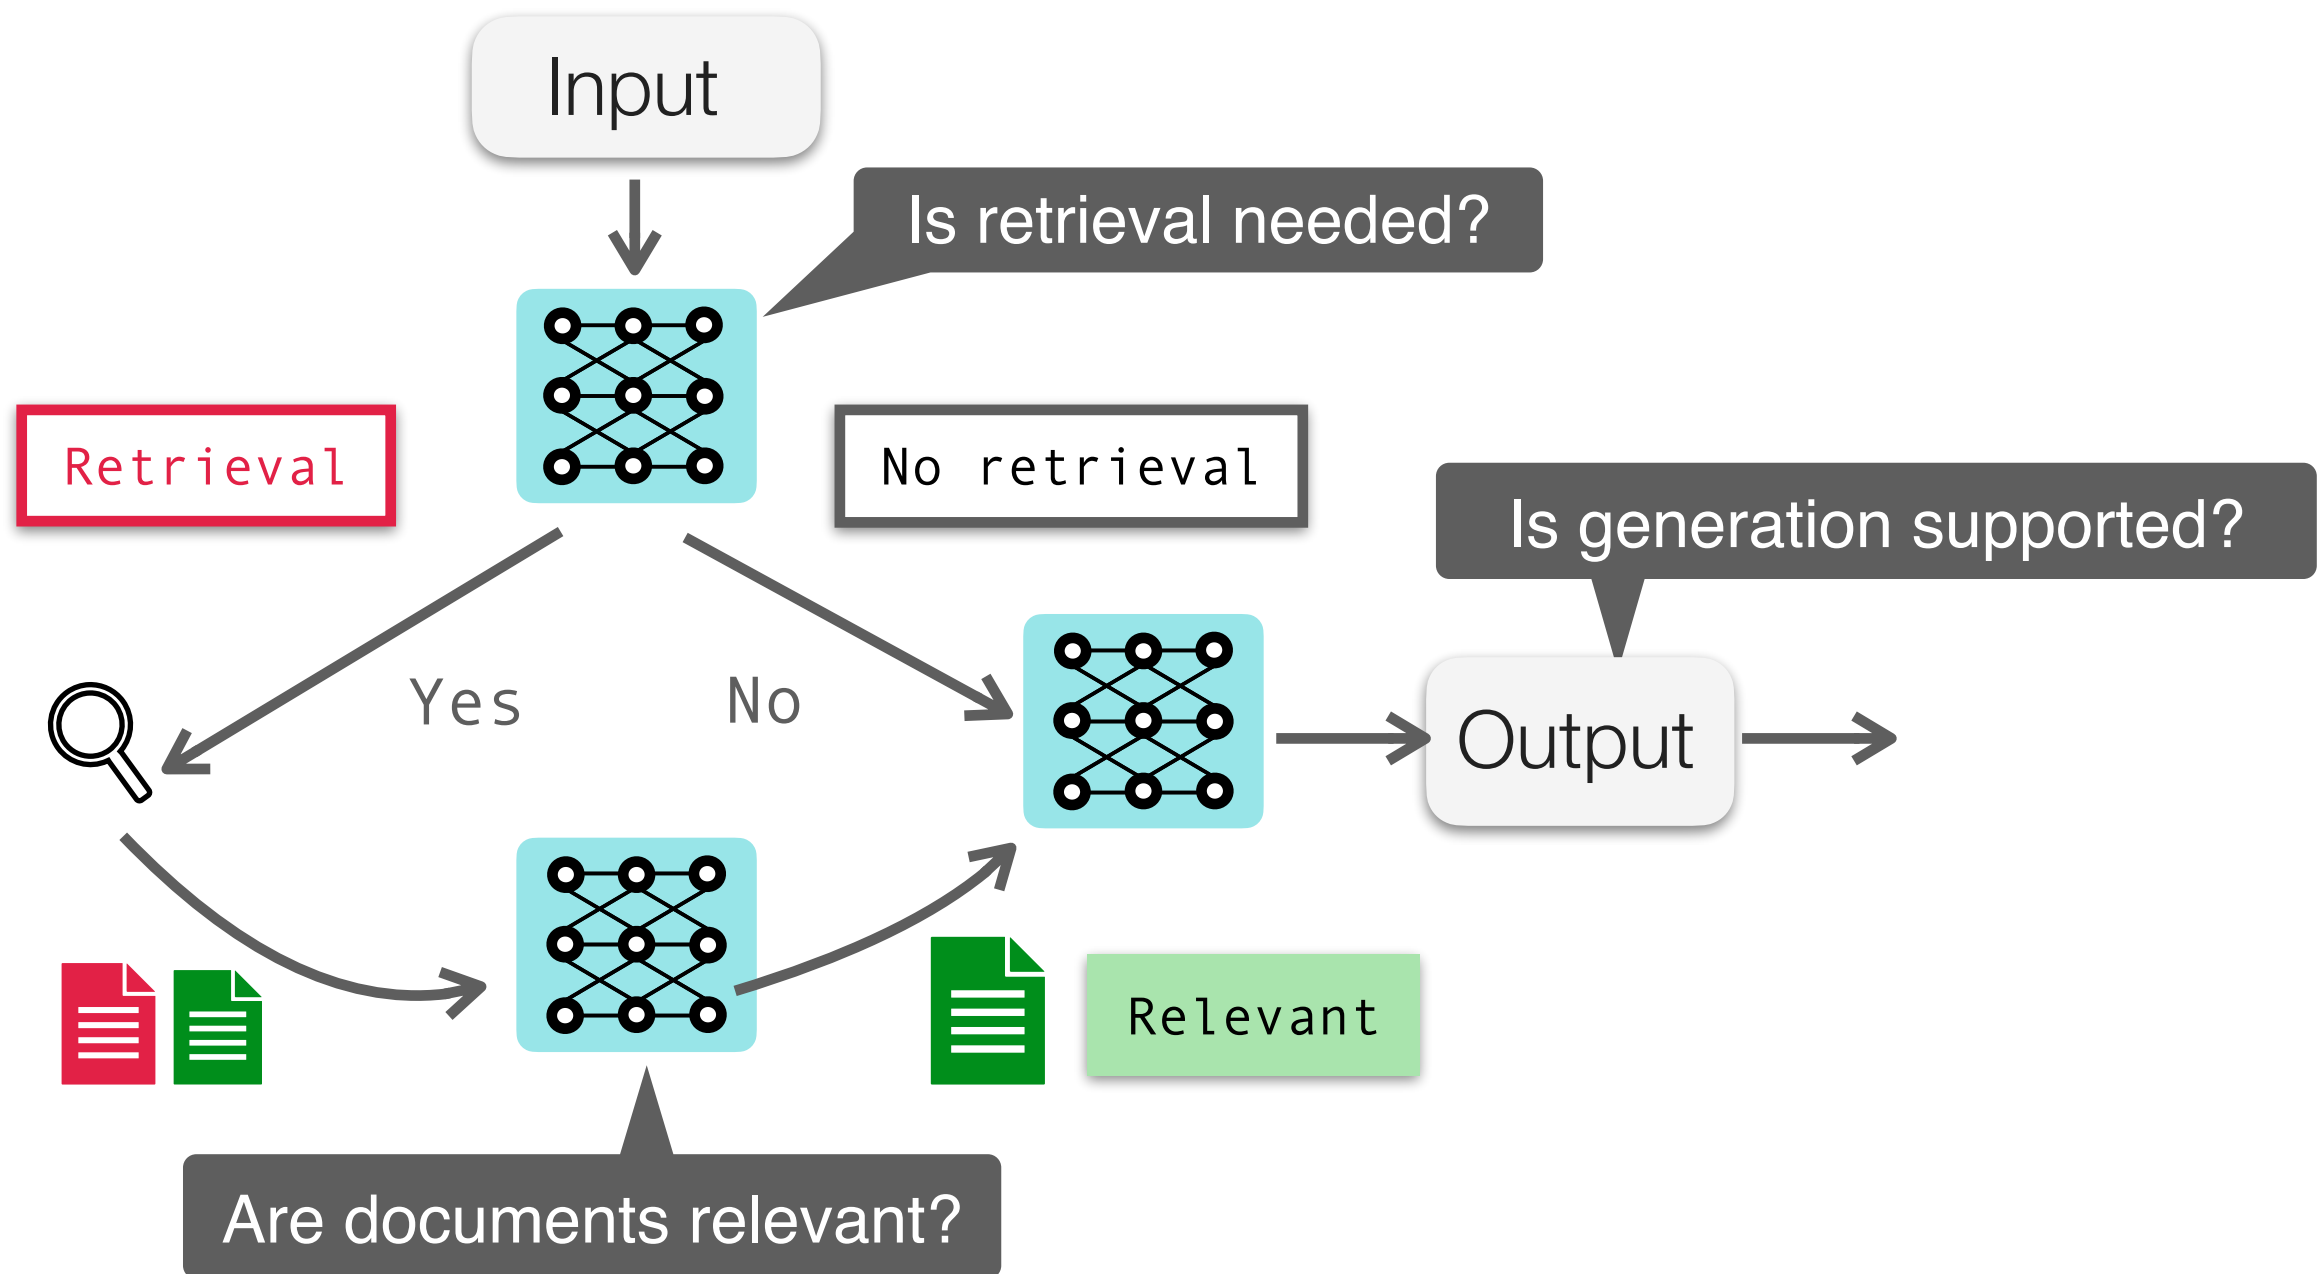 Input
Is retrieval needed?
Retrieval
No retrieval
Is generation supported?
Yes
No
Output
Relevant
Are documents relevant?